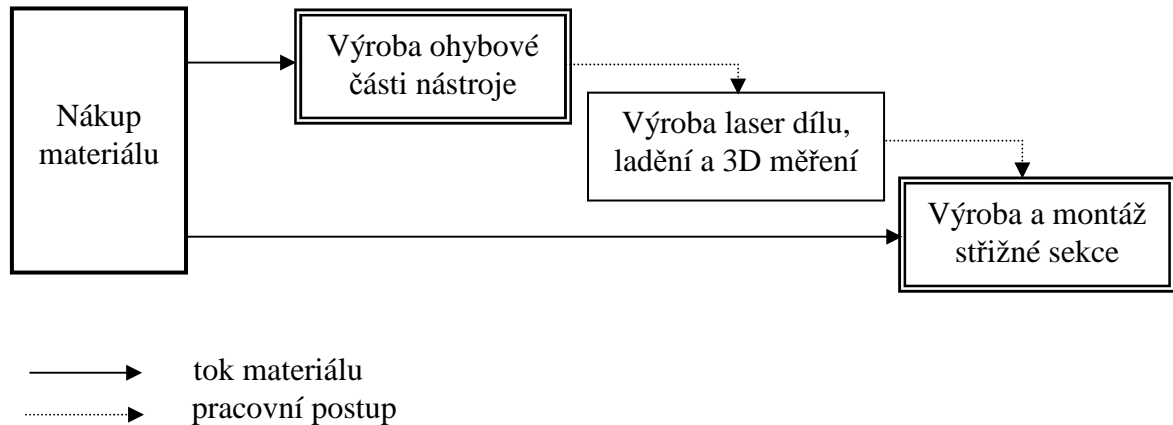 Nákup
materiálu
Výroba ohybové
části nástroje
Výroba laser dílu,
ladění a 3D měření
Výroba a montáž
střižné sekce
tok materiálu
pracovní postup